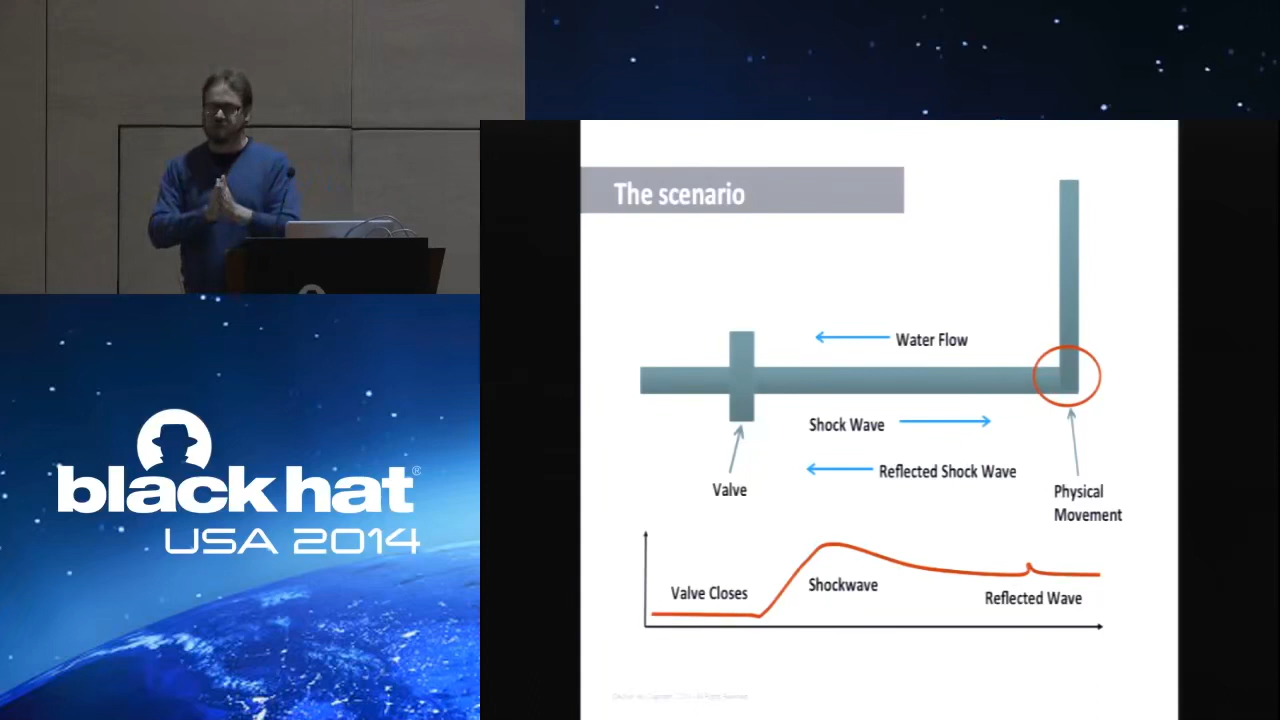 The scenario
Water Flow
Shock Wave
Reflected Shock Wave
Valve
Physical
Movement
Valve Closes
Shockwave
Reflected Wave
black hat®
USA 2014